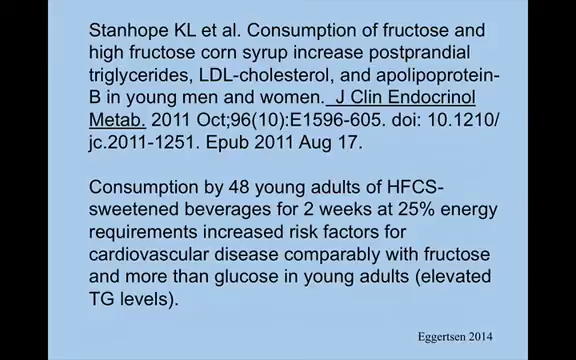 Stanhope KL et al. Consumption of fructose and
high fructose corn syrup increase postprandial
triglycerides, LDL-cholesterol, and apolipoprotein-
B in young men and women. J Clin Endocrinol
Metab. 2011 Oct;96(10):E1596-605. doi: 10.1210/
jc.2011-1251. Epub 2011 Aug 17.
Consumption by 48 young adults of HFCS-
sweetened beverages for 2 weeks at 25% energy
requirements increased risk factors for
cardiovascular disease comparably with fructose
and more than glucose in young adults (elevated
TG levels).
Eggertsen 2014